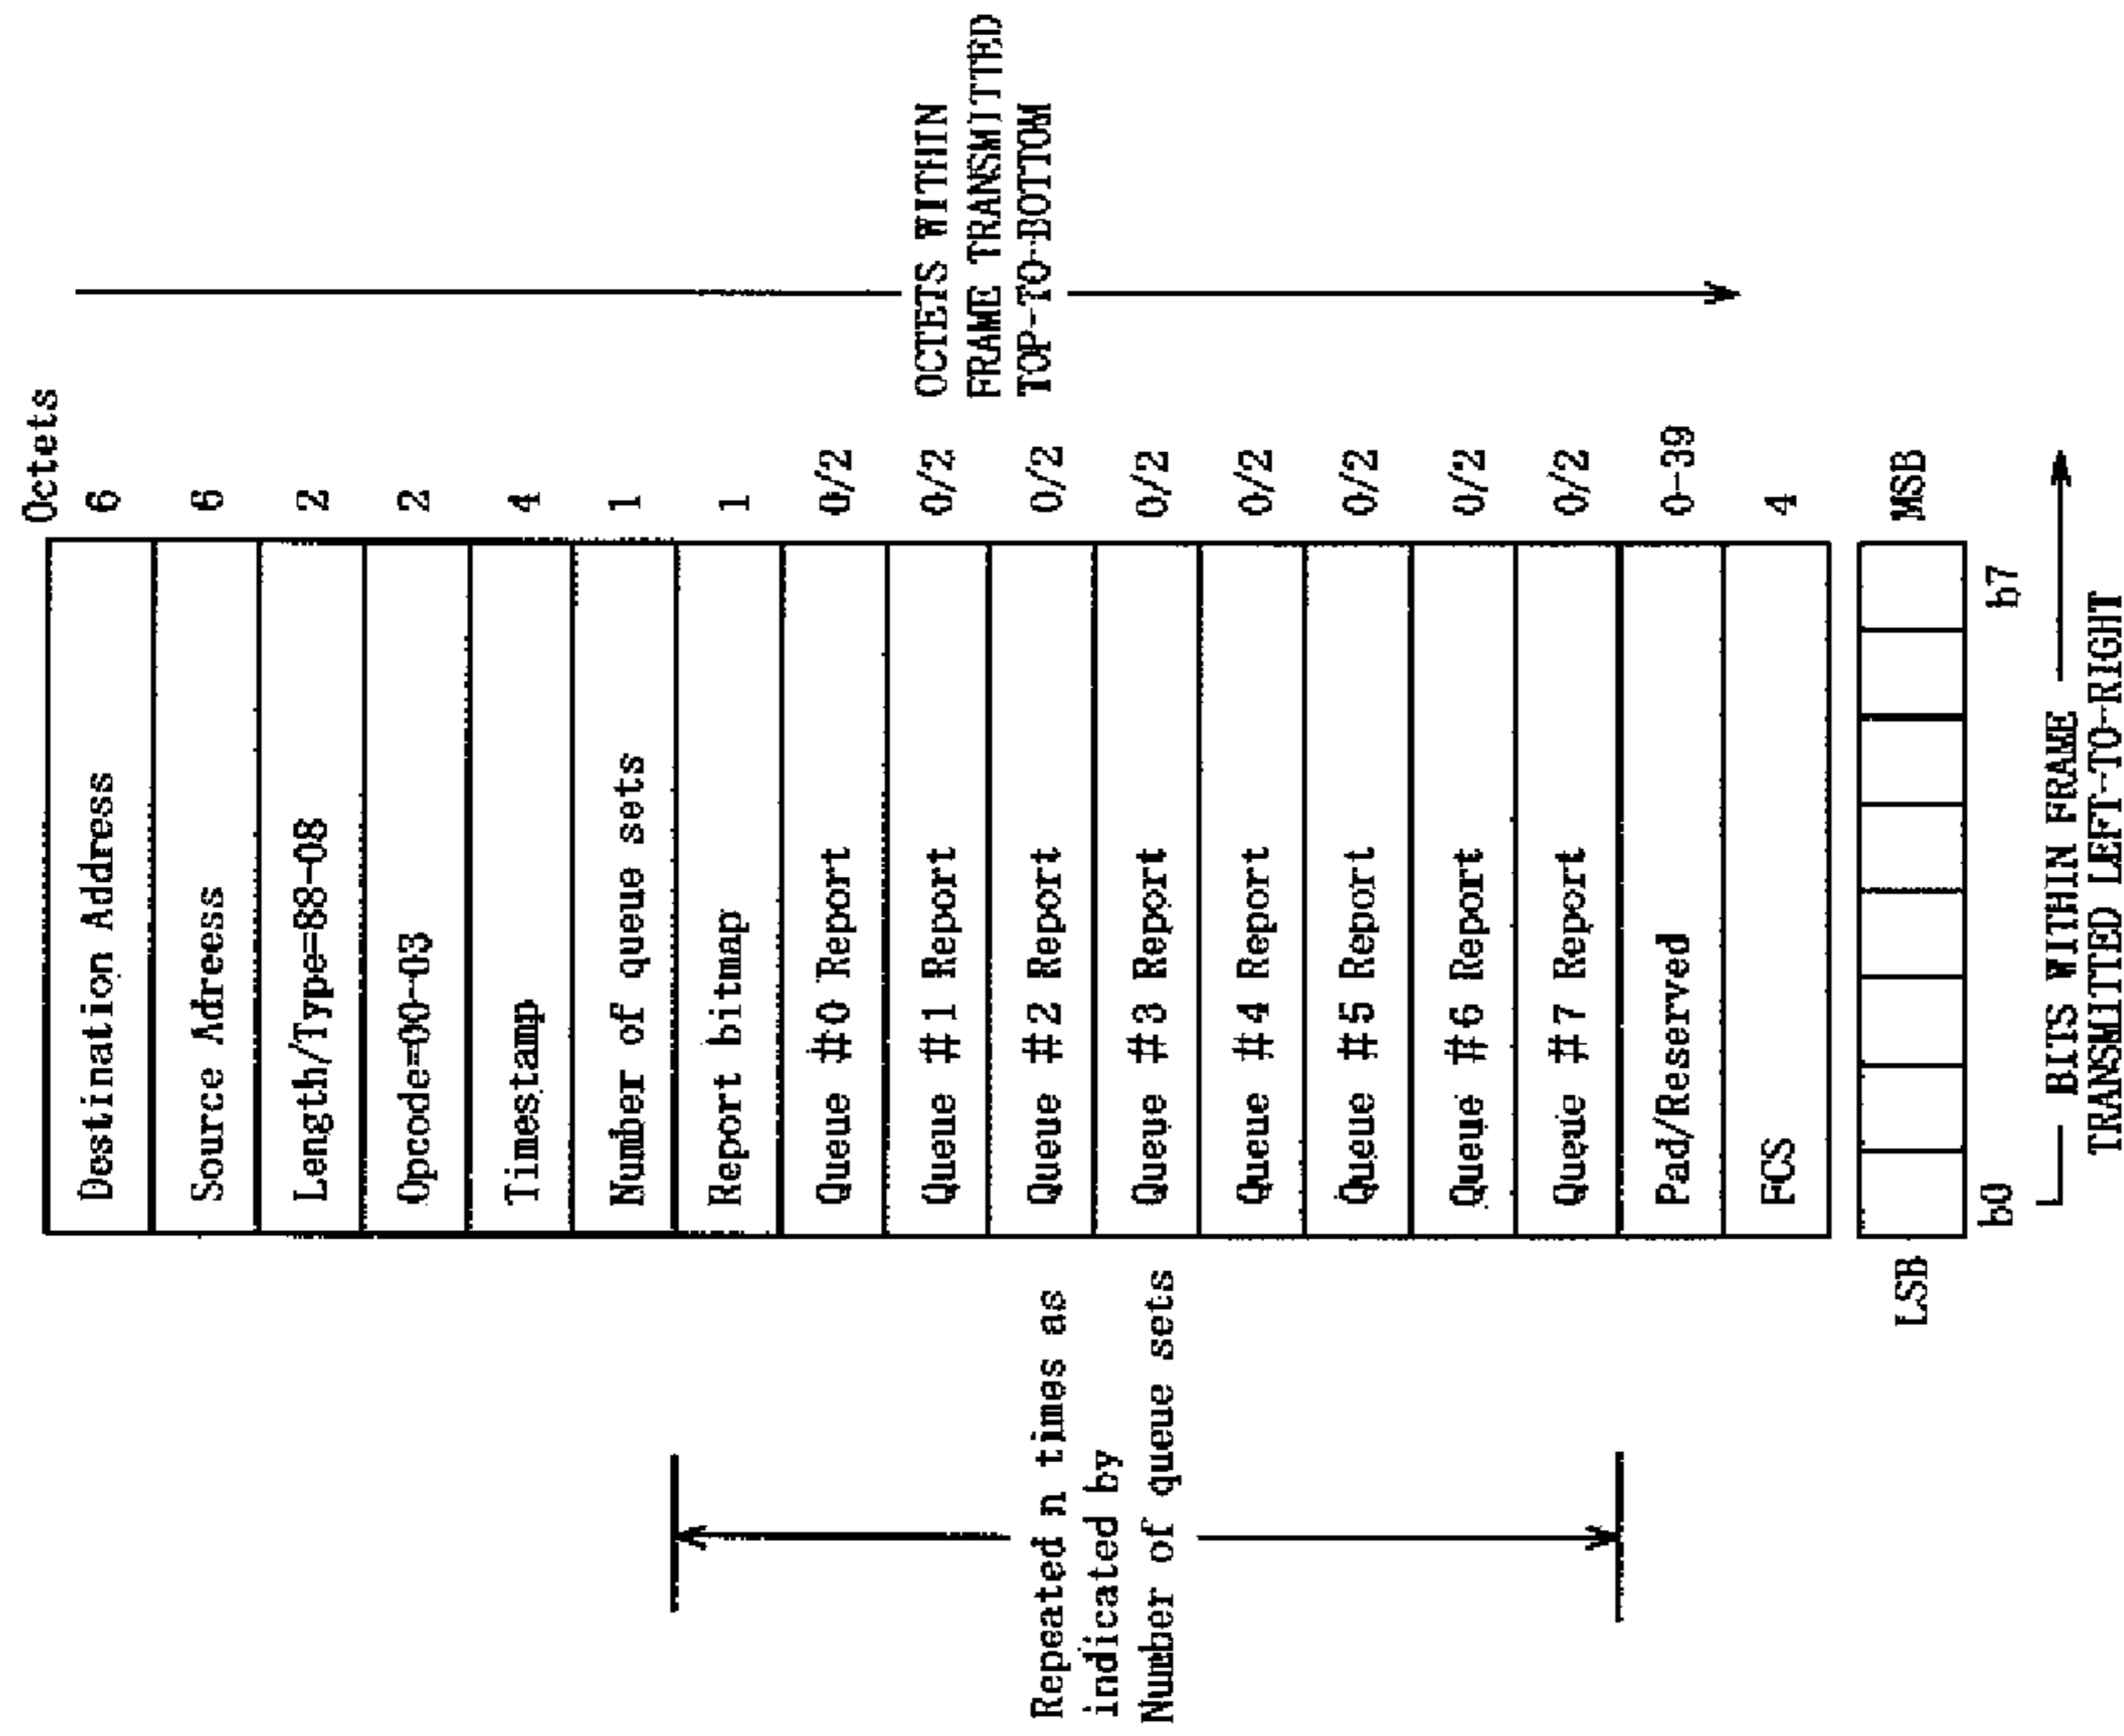 Octets
Destination Address 6
Source Adress 6
Length/Type=88-08 2
Opcode=00-03 2
Timestamp 4
Number of queue sets 1
Report bitmap 1
Queue #0 Report 0/2
Queue #1 Report 0/2
Queue #2 Report 0/2
Queue #3 Report 0/2
Queue #4 Report 0/2
Queue #5 Report 0/2
Queue #6 Report 0/2
Queue #7 Report 0/2
Pad/Reserved 0-39
FCS 4
Repeated n times as
indicated by
Number of queue sets
OCTETS WITHIN
FRAME TRANSMITTED
TOP-TO-BOTTOM
LSB MSB
b0 b7
BITS WITHIN FRAME
TRANSMITTED LEFT-TO-RIGHT